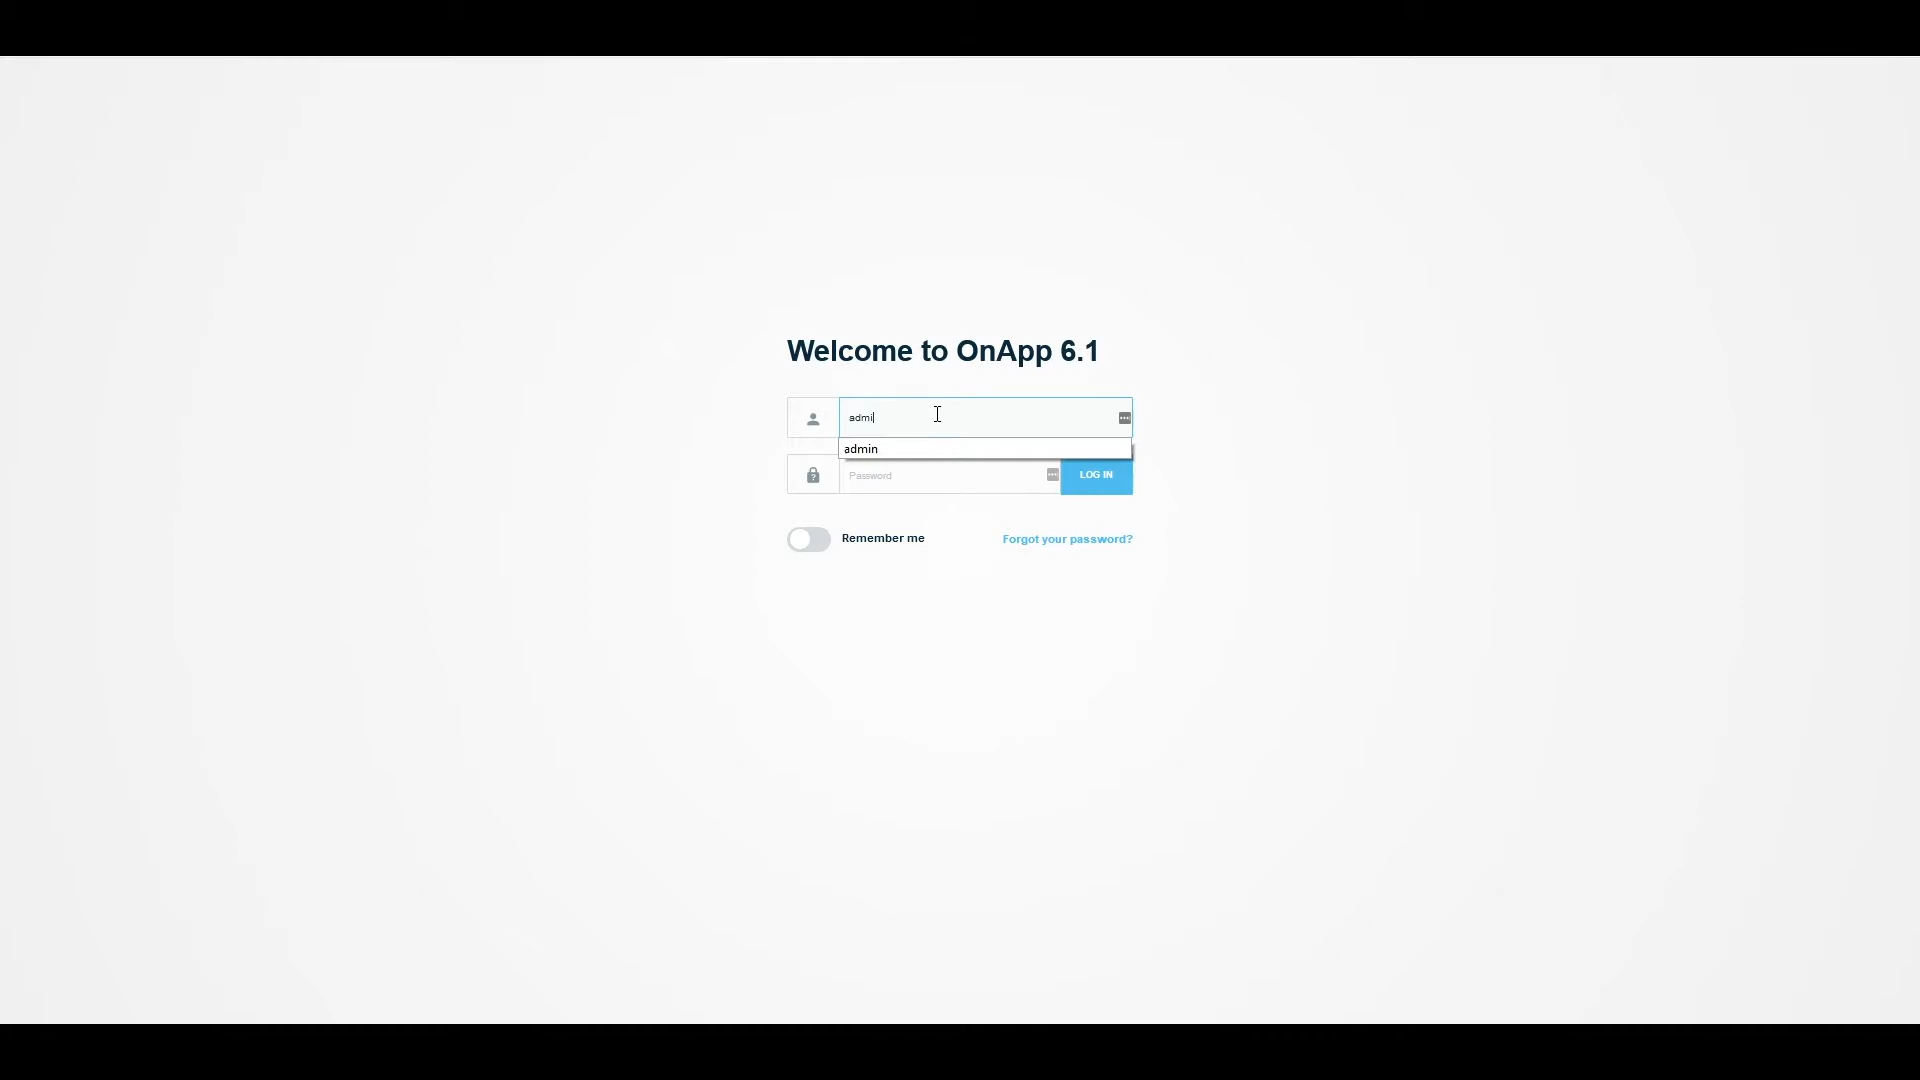 Welcome to OnApp 6.1
admi
admin
Password
LOG IN
Remember me
Forgot your password?